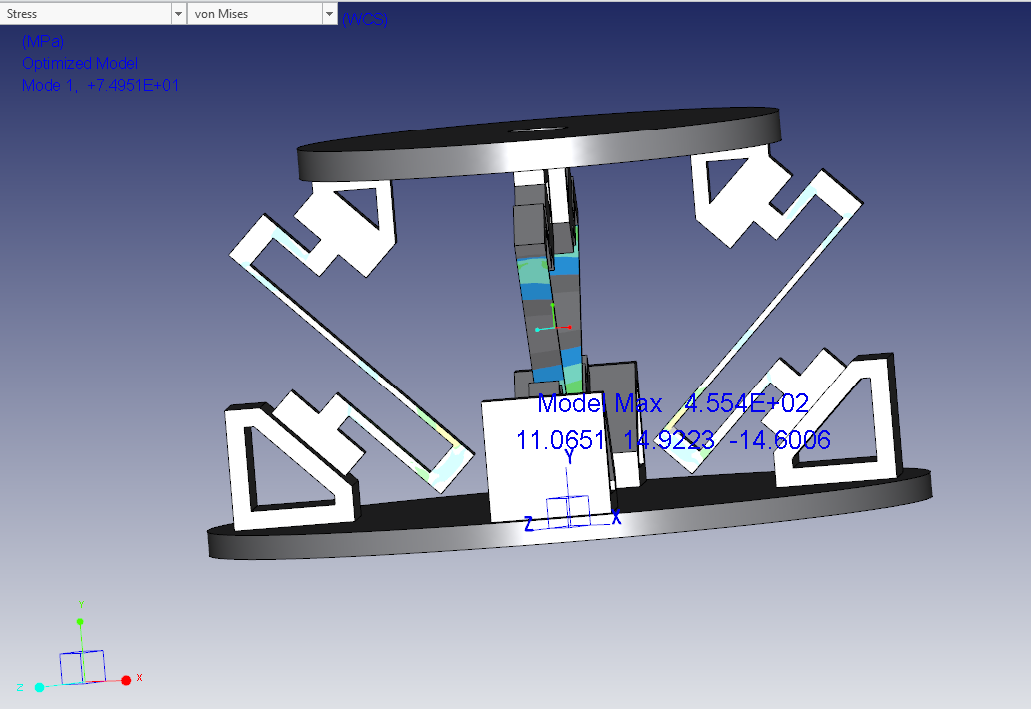 Stress von Mises
(WCS)
(MPa)
Optimized Model
Mode 1, +7.4951E+01
Model Max 4.554E+02
11.0651 14.9223 -14.6006
Y
Z X
Y
Z X